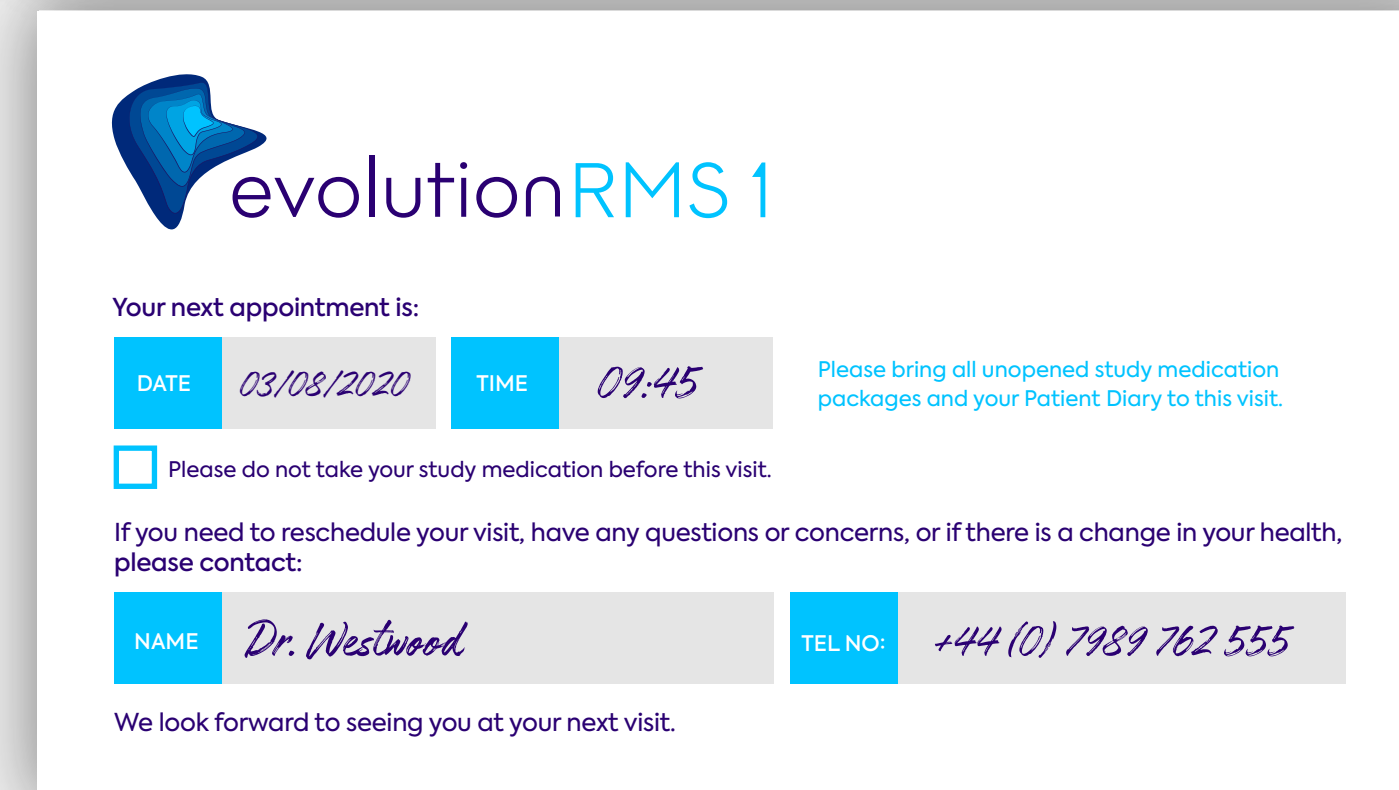 evolutionRMS 1
Your next appointment is:
DATE 03/08/2020 TIME 09:45
Please bring all unopened study medication
packages and your Patient Diary to this visit.
Please do not take your study medication before this visit.
If you need to reschedule your visit, have any questions or concerns, or if there is a change in your health,
please contact:
NAME Dr. Westwood TEL NO: +44 (0) 7989 762 555
We look forward to seeing you at your next visit.